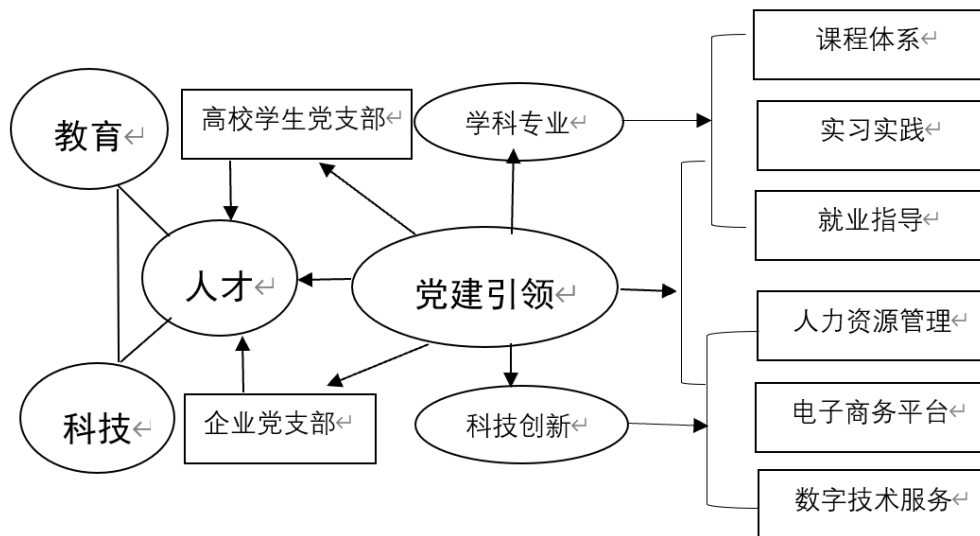 课程体系
教育
高校学生党支部
学科专业
实习实践
就业指导
人才
党建引领
人力资源管理
科技
企业党支部
科技创新
电子商务平台
数字技术服务